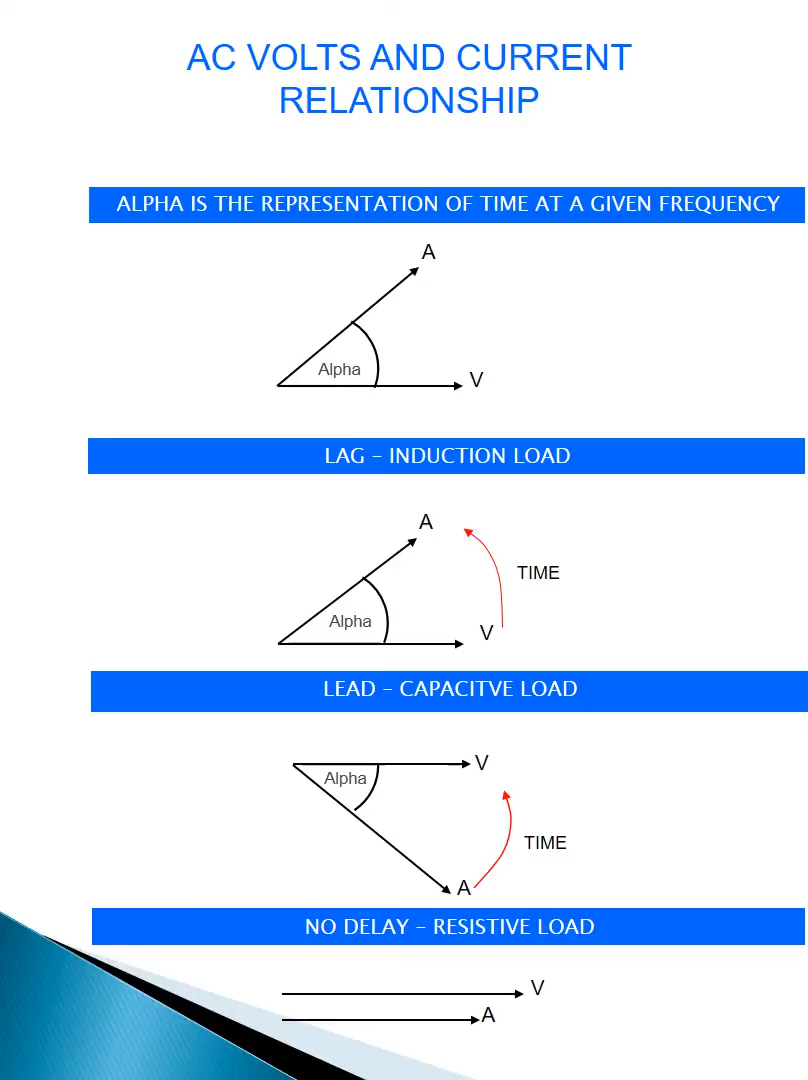 AC VOLTS AND CURRENT
RELATIONSHIP
ALPHA IS THE REPRESENTATION OF TIME AT A GIVEN FREQUENCY
A
Alpha
V
LAG – INDUCTION LOAD
A
TIME
Alpha
V
LEAD – CAPACITVE LOAD
V
Alpha
TIME
A
NO DELAY – RESISTIVE LOAD
V
A